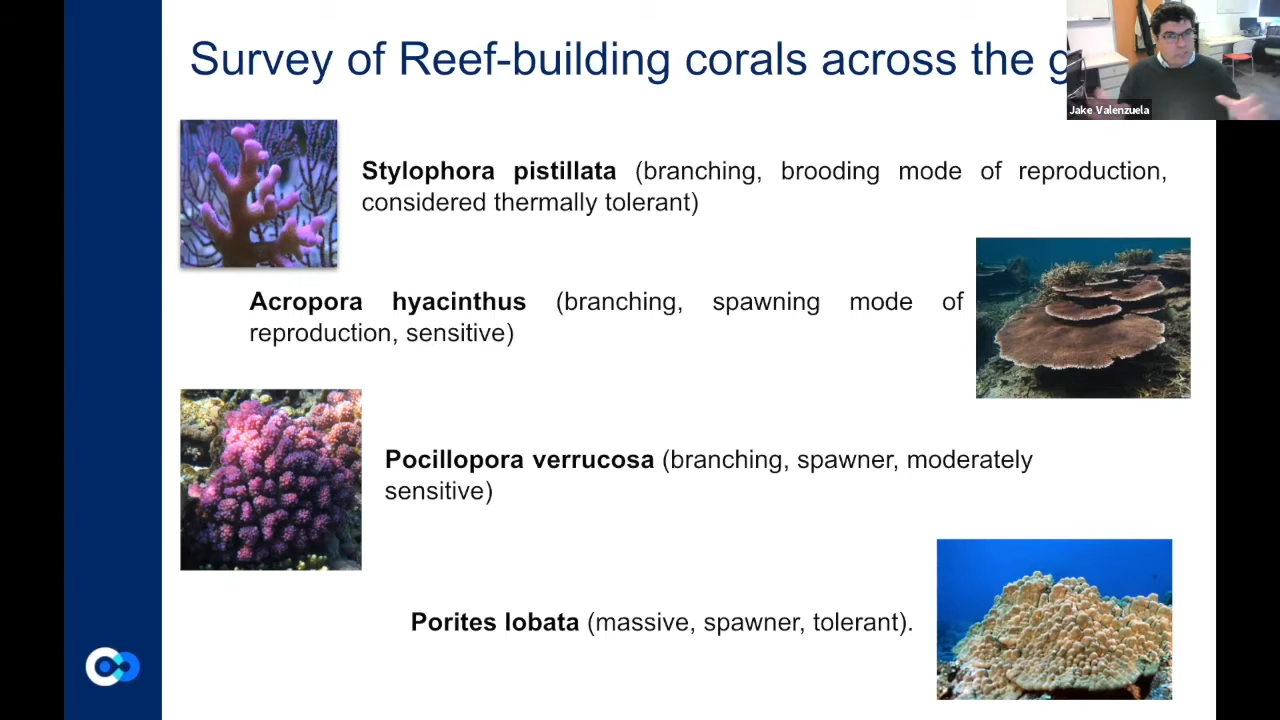 Survey of Reef-building corals across the g
Jake Valenzuela
Stylophora pistillata (branching, brooding mode of reproduction,
considered thermally tolerant)
Acropora hyacinthus (branching, spawning mode of
reproduction, sensitive)
Pocillopora verrucosa (branching, spawner, moderately
sensitive)
Porites lobata (massive, spawner, tolerant).